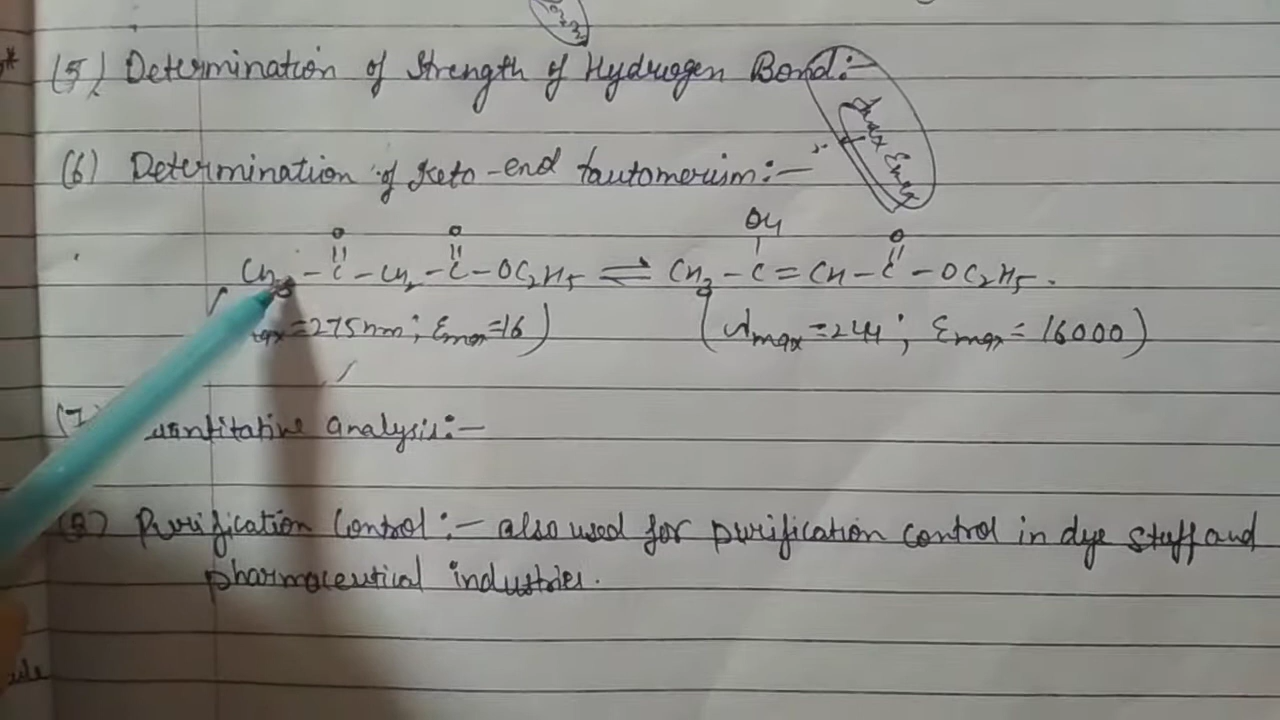 (5) Determination of Strength of Hydrogen Bond:-
(6) Determination of Keto-enol tautomerism:-
O O OH O
CH3 - C - CH2 - C - OC2H5 ⇌ CH3 - C = CH - C - OC2H5.
max = 275nm; εmax = 16) (λmax = 244; εmax = 16000)
(7) uantitative analysis:-
(8) Purification Control:- also used for purification control in dye stuff and
pharmaceutical industries.